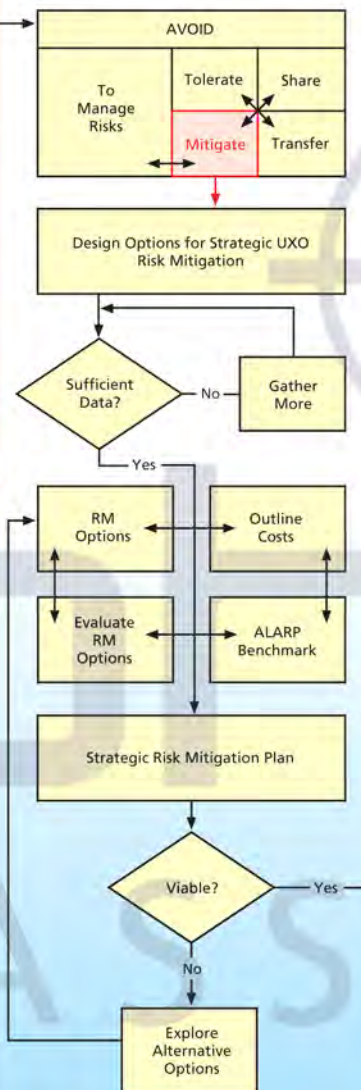 AVOID
To
Manage
Risks
Tolerate
Share
Mitigate
Transfer
Design Options for Strategic UXO
Risk Mitigation
Sufficient
Data?
No
Gather
More
Yes
RM
Options
Outline
Costs
Evaluate
RM
Options
ALARP
Benchmark
Strategic Risk Mitigation Plan
Viable?
Yes
No
Explore
Alternative
Options
A S S